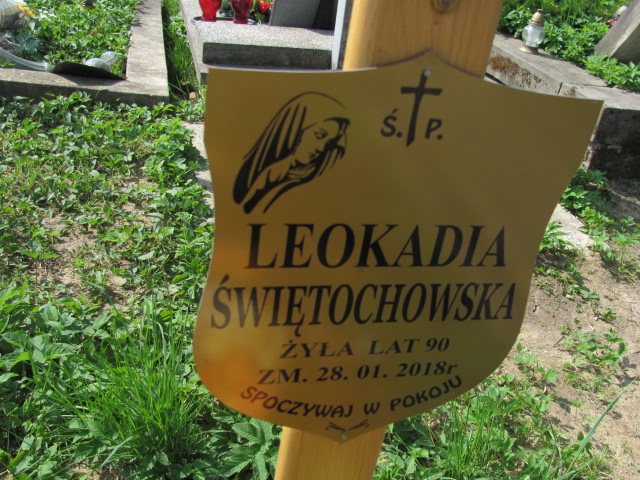 Ś. P.
LEOKADIA
ŚWIĘTOCHOWSKA
ŻYŁA LAT 90
ZM. 28. 01. 2018r
SPOCZYWAJ W POKOJU